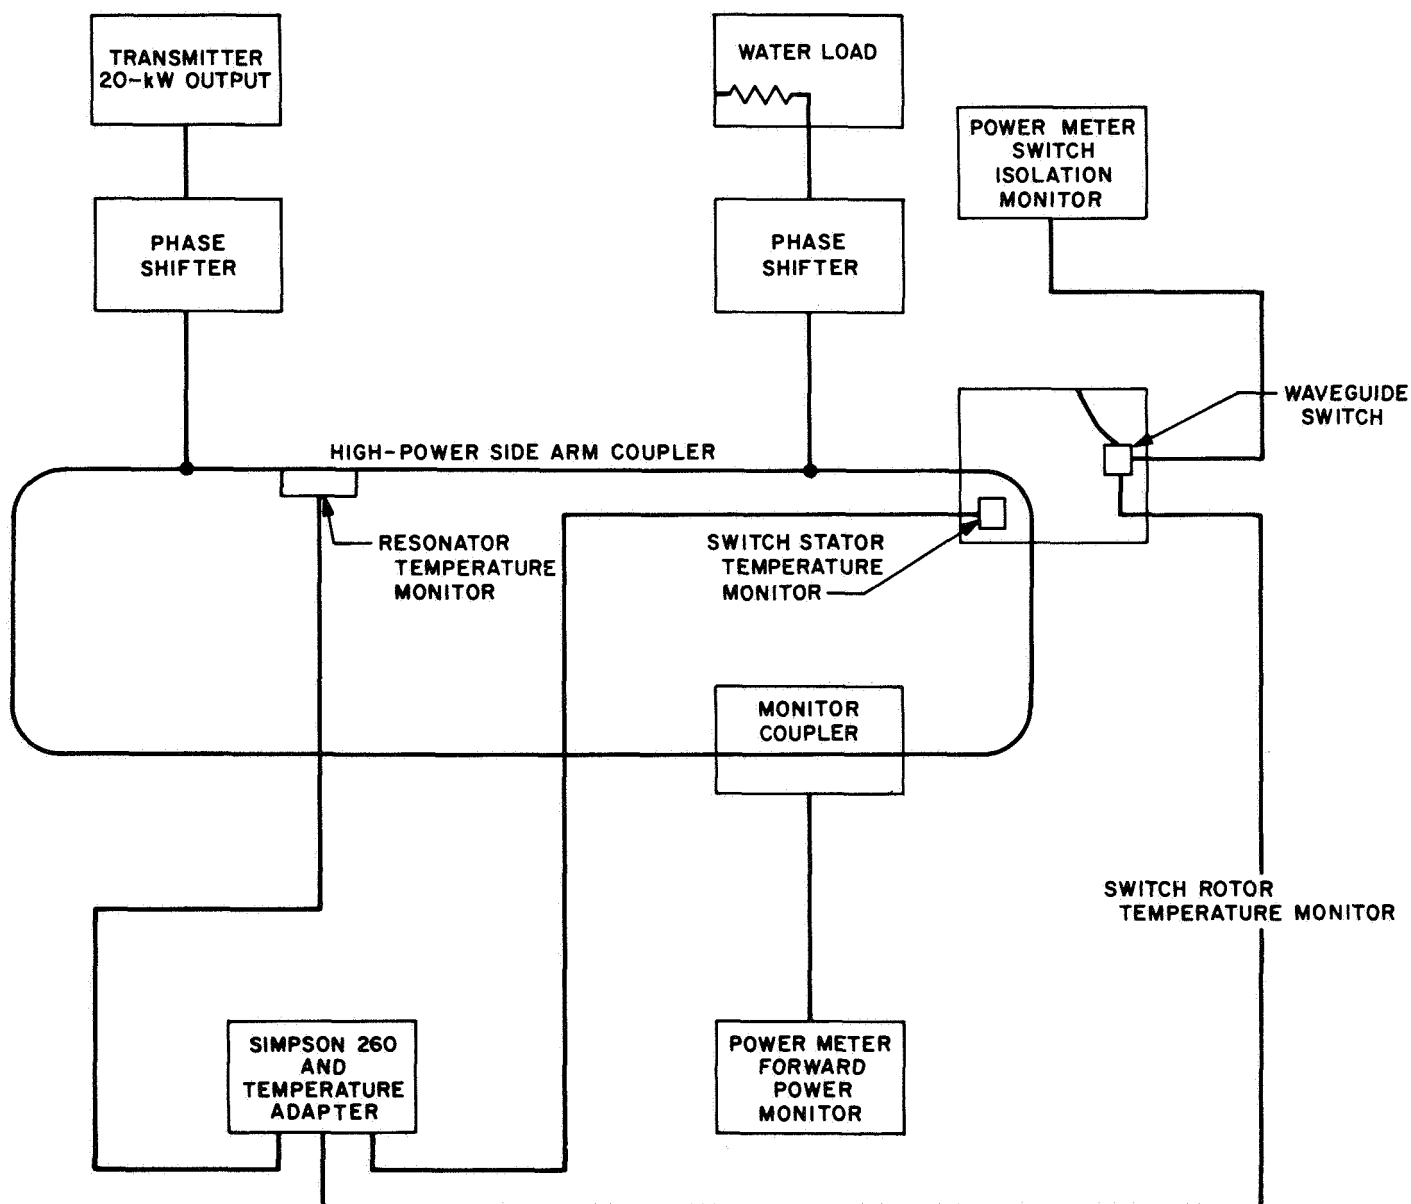 TRANSMITTER
20-kW OUTPUT
WATER LOAD
POWER METER
SWITCH
ISOLATION
MONITOR
PHASE
SHIFTER
PHASE
SHIFTER
WAVEGUIDE
SWITCH
HIGH-POWER SIDE ARM COUPLER
RESONATOR
TEMPERATURE
MONITOR
SWITCH STATOR
TEMPERATURE
MONITOR
MONITOR
COUPLER
SWITCH ROTOR
TEMPERATURE MONITOR
SIMPSON 260
AND
TEMPERATURE
ADAPTER
POWER METER
FORWARD
POWER
MONITOR